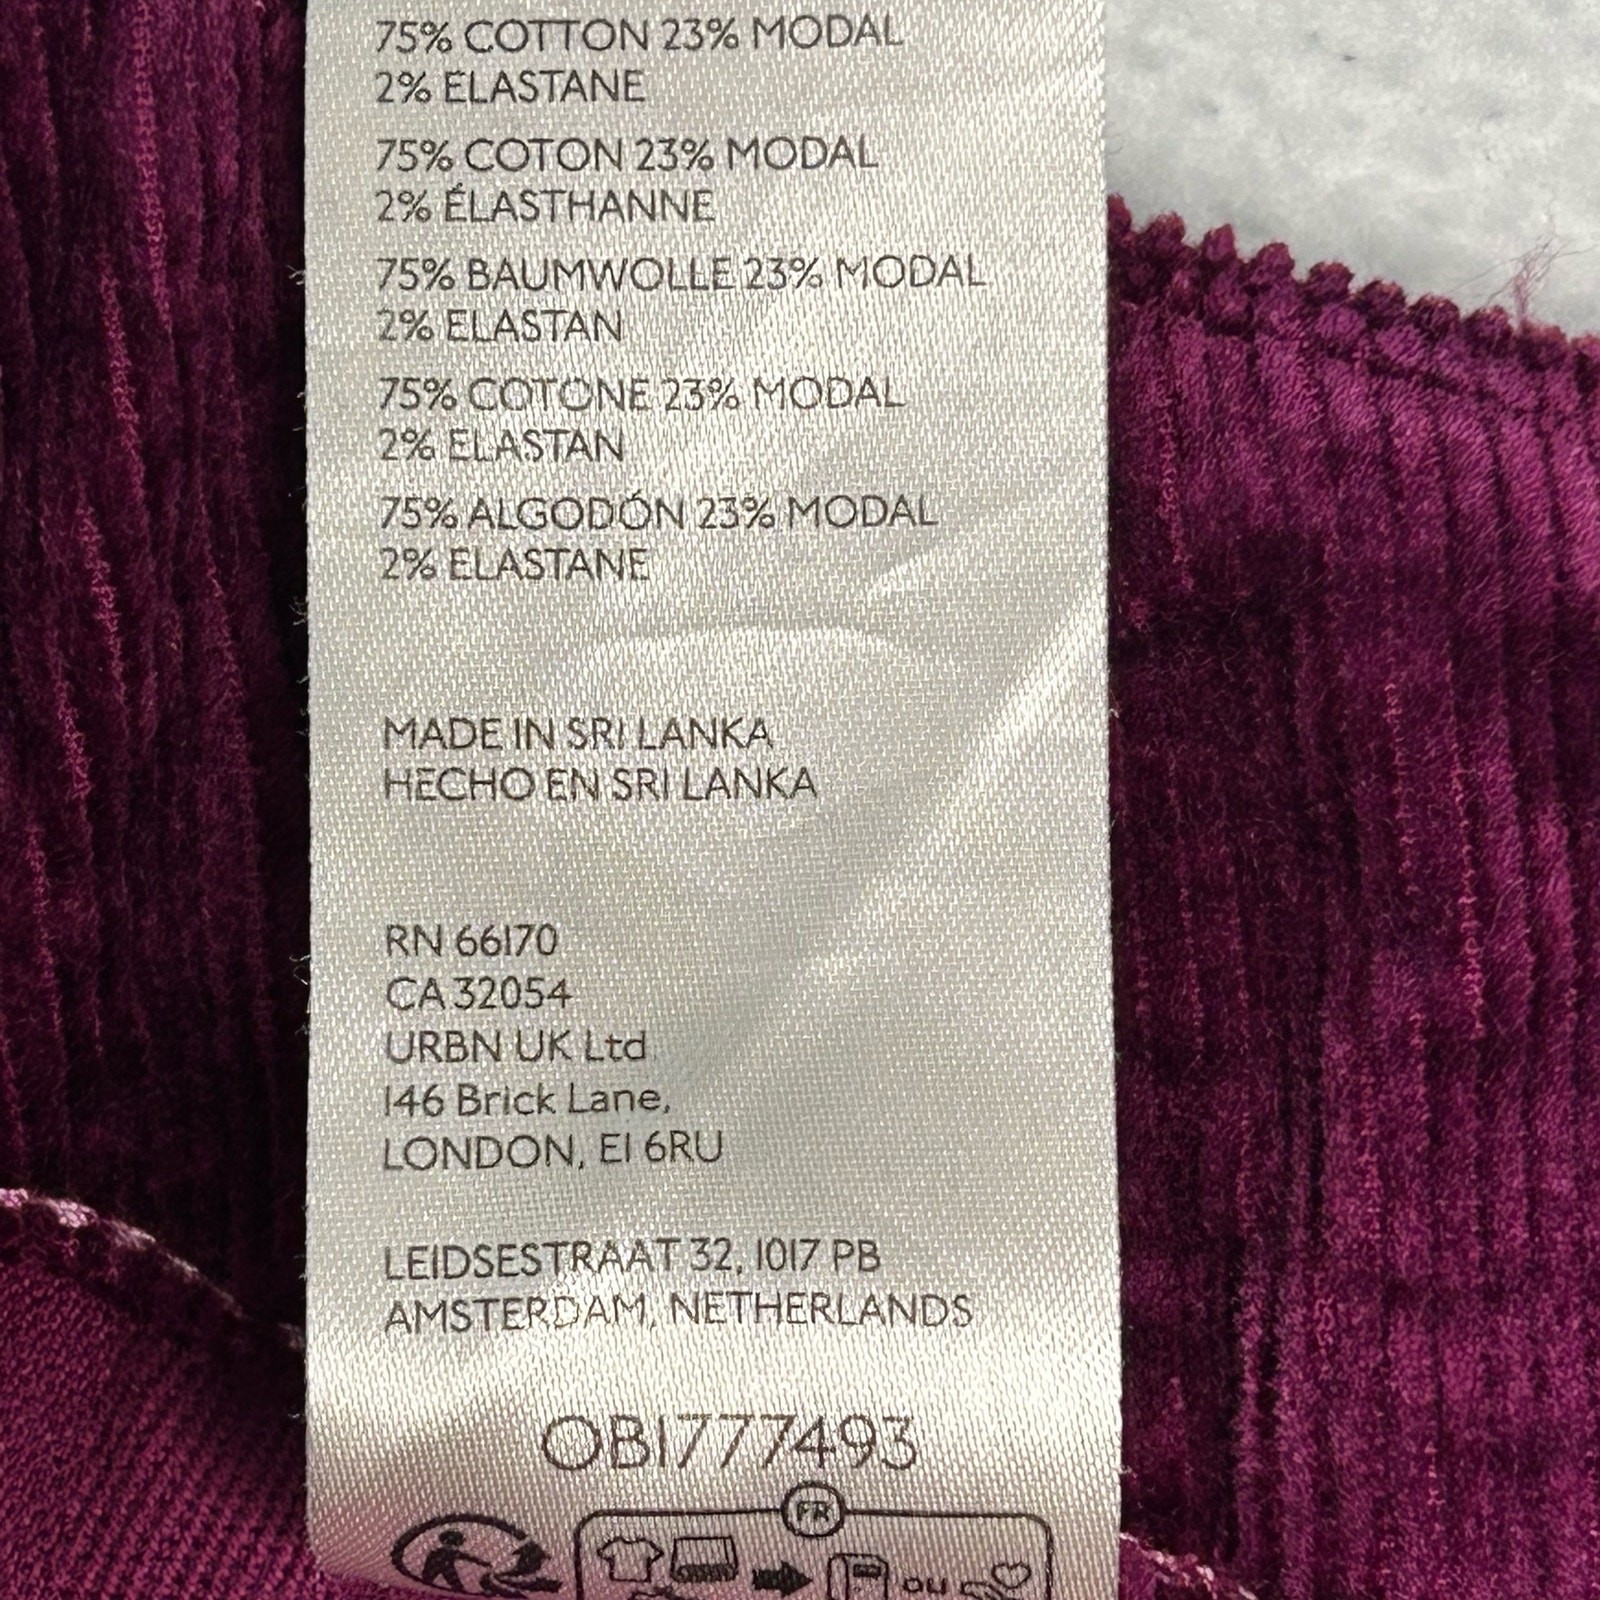 75% COTTON 23% MODAL
2% ELASTANE
75% COTON 23% MODAL
2% ÉLASTHANNE
75% BAUMWOLLE 23% MODAL
2% ELASTAN
75% COTONE 23% MODAL
2% ELASTAN
75% ALGODÓN 23% MODAL
2% ELASTANE
MADE IN SRI LANKA
HECHO EN SRI LANKA
RN 66170
CA 32054
URBN UK Ltd
146 Brick Lane,
LONDON, E1 6RU
LEIDSESTRAAT 32, 1017 PB
AMSTERDAM, NETHERLANDS
OB1777493
FR
ou